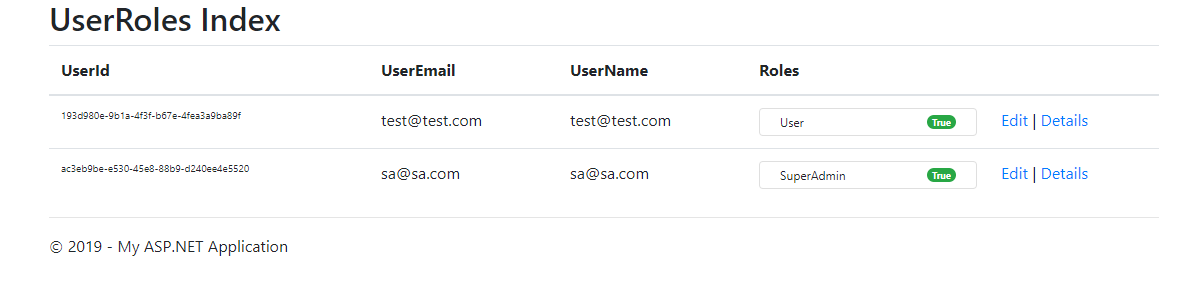 UserRoles Index
UserId UserEmail UserName Roles
193d980e-9b1a-4f3f-b67e-4fea3a9ba89f test@test.com test@test.com User True Edit | Details
ac3eb9be-e530-45e8-88b9-d240ee4e5520 sa@sa.com sa@sa.com SuperAdmin True Edit | Details
© 2019 - My ASP.NET Application